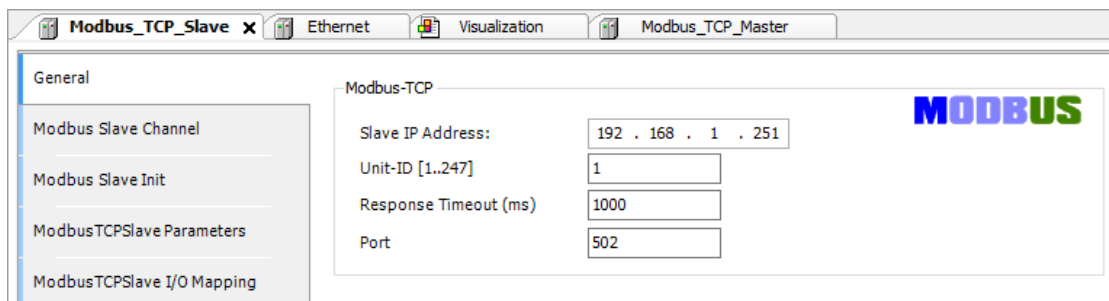 Modbus_TCP_Slave X Ethernet Visualization Modbus_TCP_Master
General
Modbus-TCP
MODBUS
Modbus Slave Channel
Slave IP Address: 192 . 168 . 1 . 251
Unit-ID [1..247] 1
Modbus Slave Init
Response Timeout (ms) 1000
ModbusTCPSlave Parameters
Port 502
ModbusTCPSlave I/O Mapping